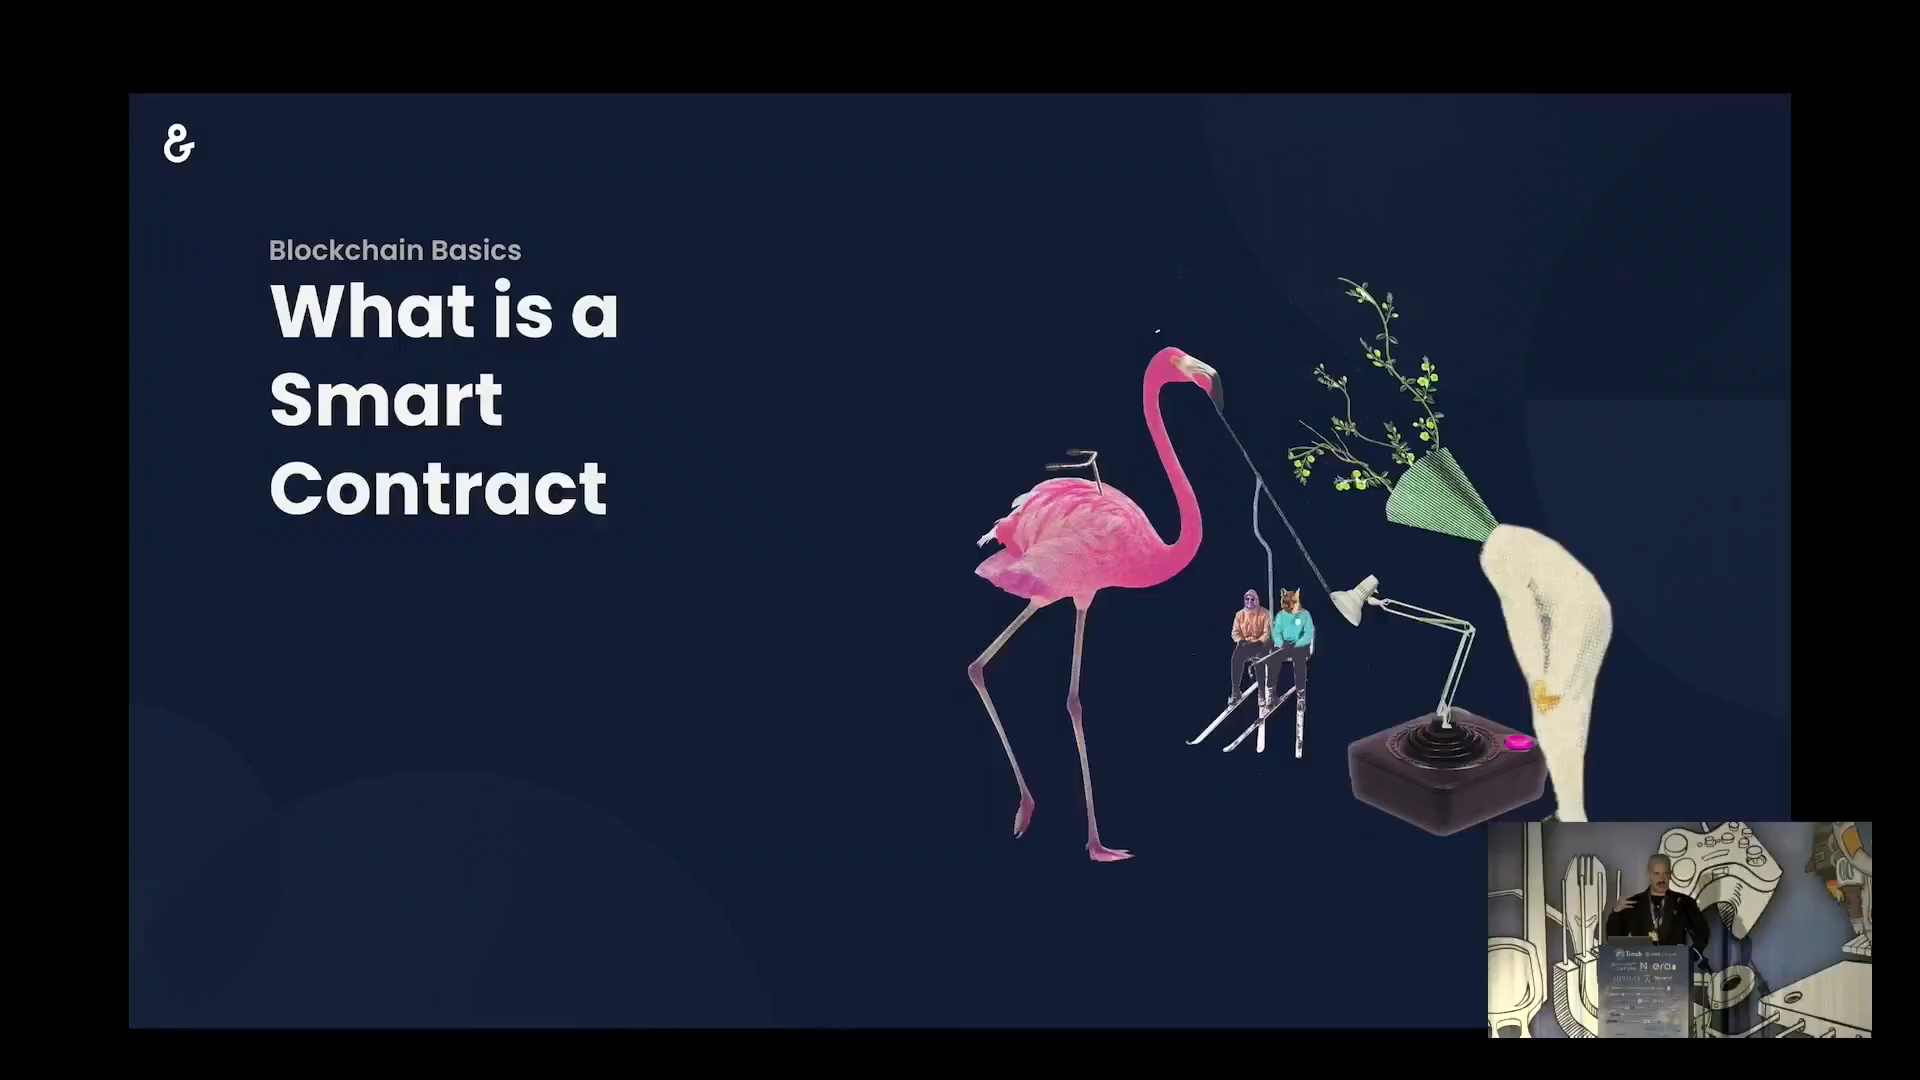 &
Blockchain Basics
What is a
Smart
Contract